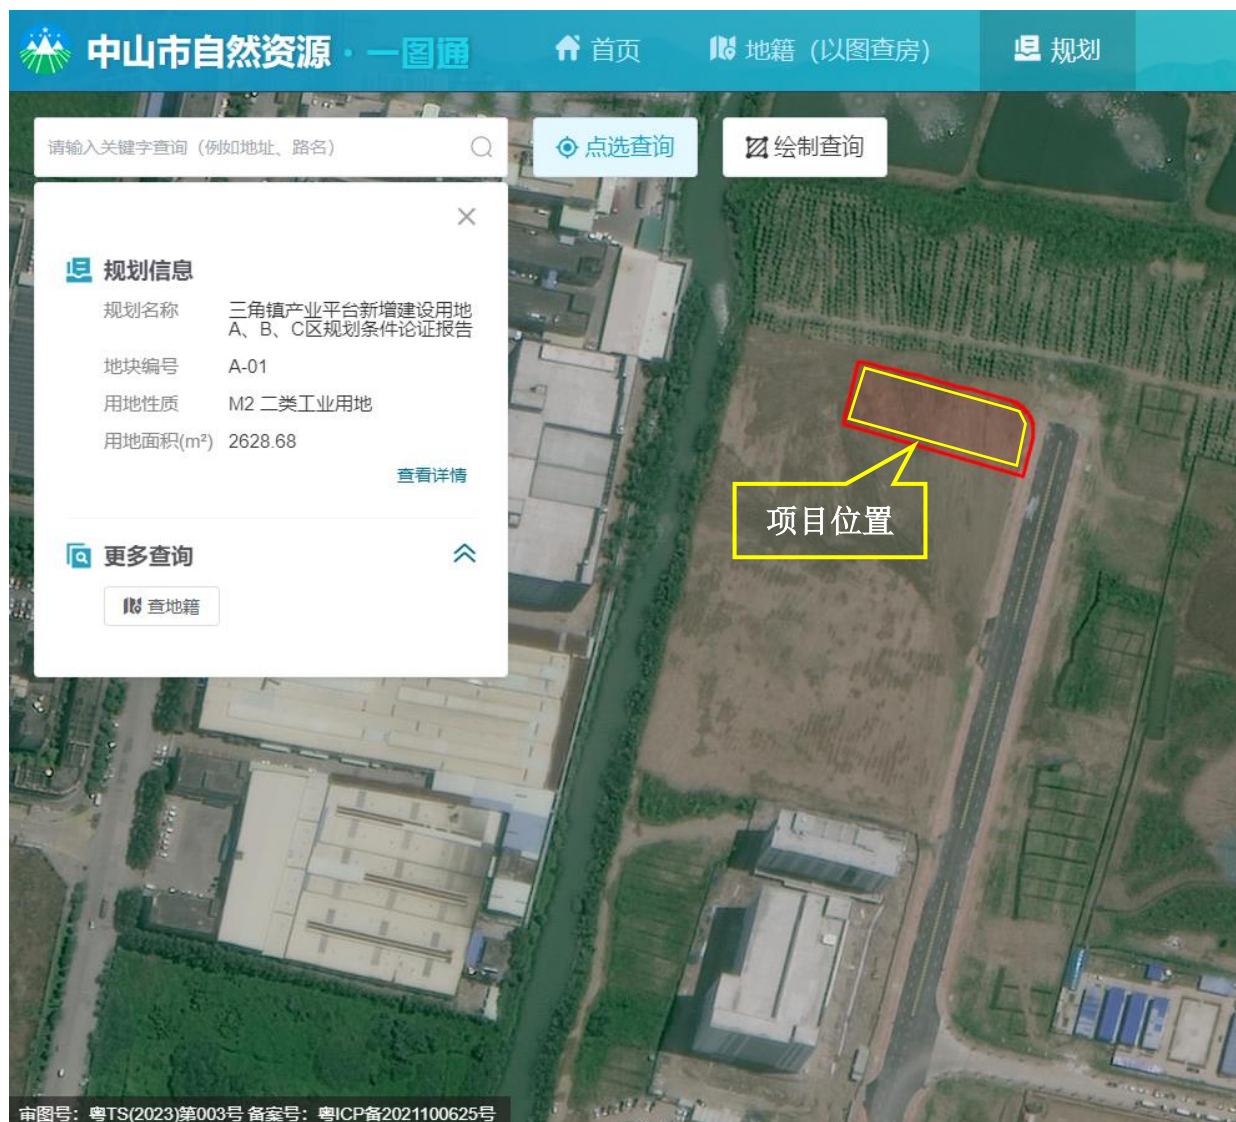 中山市自然资源·一图通
首页
地籍（以图查房）
规划
请输入关键字查询（例如地址、路名）
点选查询
绘制查询
规划信息
规划名称 三角镇产业平台新增建设用地
A、B、C区规划条件论证报告
地块编号 A-01
用地性质 M2 二类工业用地
用地面积(m²) 2628.68
查看详情
项目位置
更多查询
查地籍
审图号：粤TS(2023)第003号 备案号：粤ICP备2021100625号